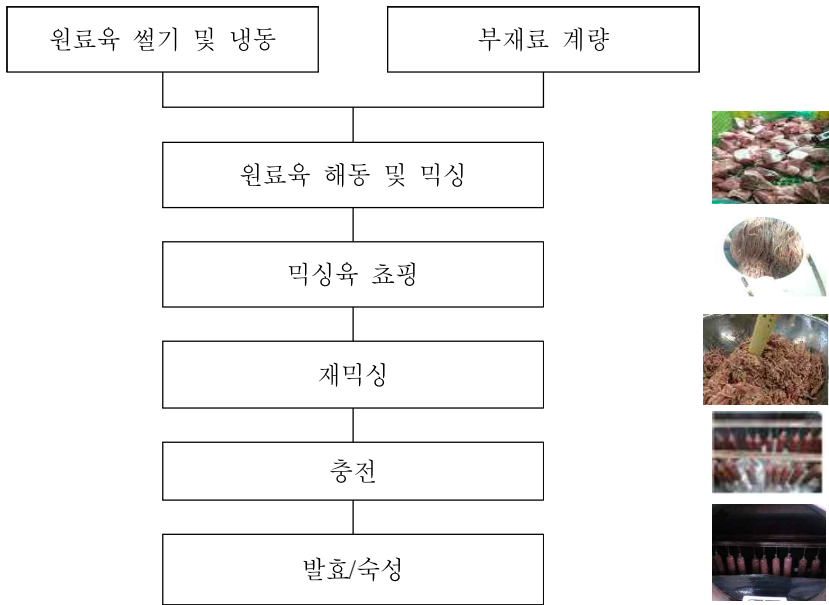 원료육 썰기 및 냉동
부재료 계량
원료육 해동 및 믹싱
믹싱육 쵸핑
재믹싱
충전
발효/숙성